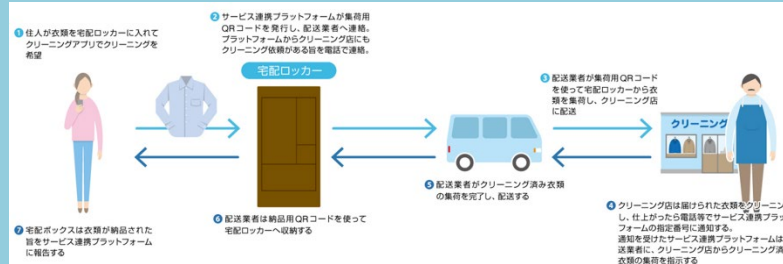 ① 住人が衣類を宅配ロッカーに入れて
クリーニングアプリでクリーニングを
希望
② サービス連携プラットフォームが集荷用
QRコードを発行し、配送業者へ連絡。
プラットフォームからクリーニング店にも
クリーニング依頼がある旨を電話で連絡。
宅配ロッカー
③ 配送業者が集荷用QRコード
を使って宅配ロッカーから衣
類を集荷し、クリーニング店
に配送
クリーニング
④ クリーニング店は届けられた衣類をクリーニン
し、仕上がったら電話等でサービス連携プラッ
フォームの指定番号に通知する。
通知を受けたサービス連携プラットフォームは
送業者に、クリーニング店からクリーニング済
衣類の集荷を指示する
⑤ 配送業者がクリーニング済み衣類
の集荷を完了し、配送する
⑥ 配送業者は納品用QRコードを使って
宅配ロッカーへ収納する
⑦ 宅配ボックスは衣類が納品された
旨をサービス連携プラットフォーム
に報告する